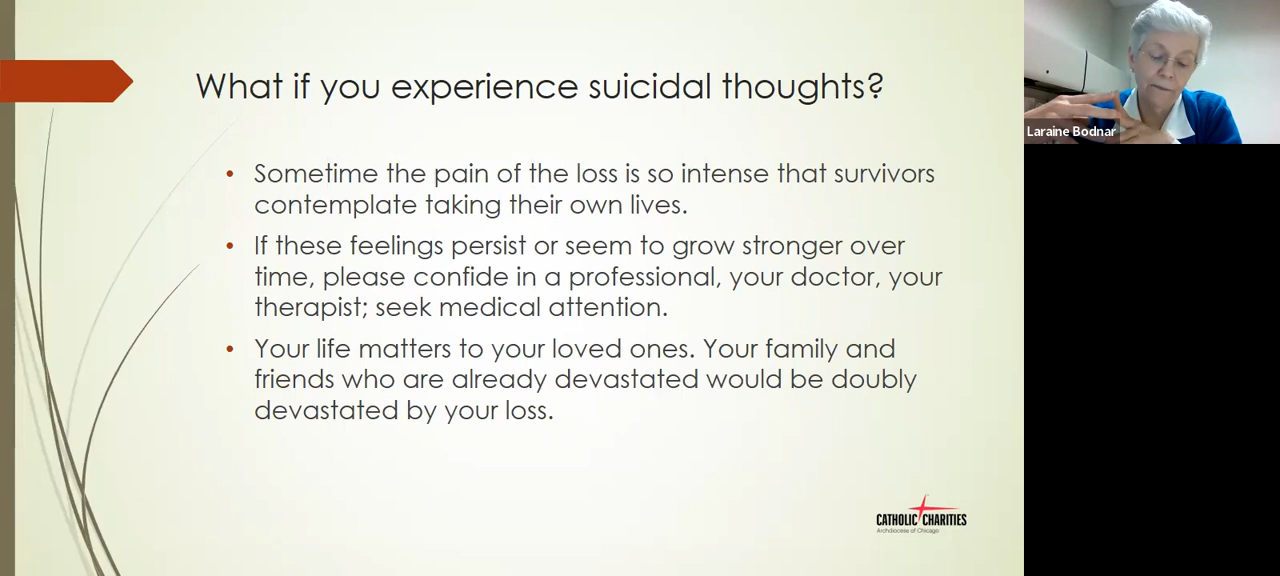 What if you experience suicidal thoughts?
• Sometime the pain of the loss is so intense that survivors
contemplate taking their own lives.
• If these feelings persist or seem to grow stronger over
time, please confide in a professional, your doctor, your
therapist; seek medical attention.
• Your life matters to your loved ones. Your family and
friends who are already devastated would be doubly
devastated by your loss.
CATHOLIC CHARITIES
Archdiocese of Chicago
Laraine Bodnar